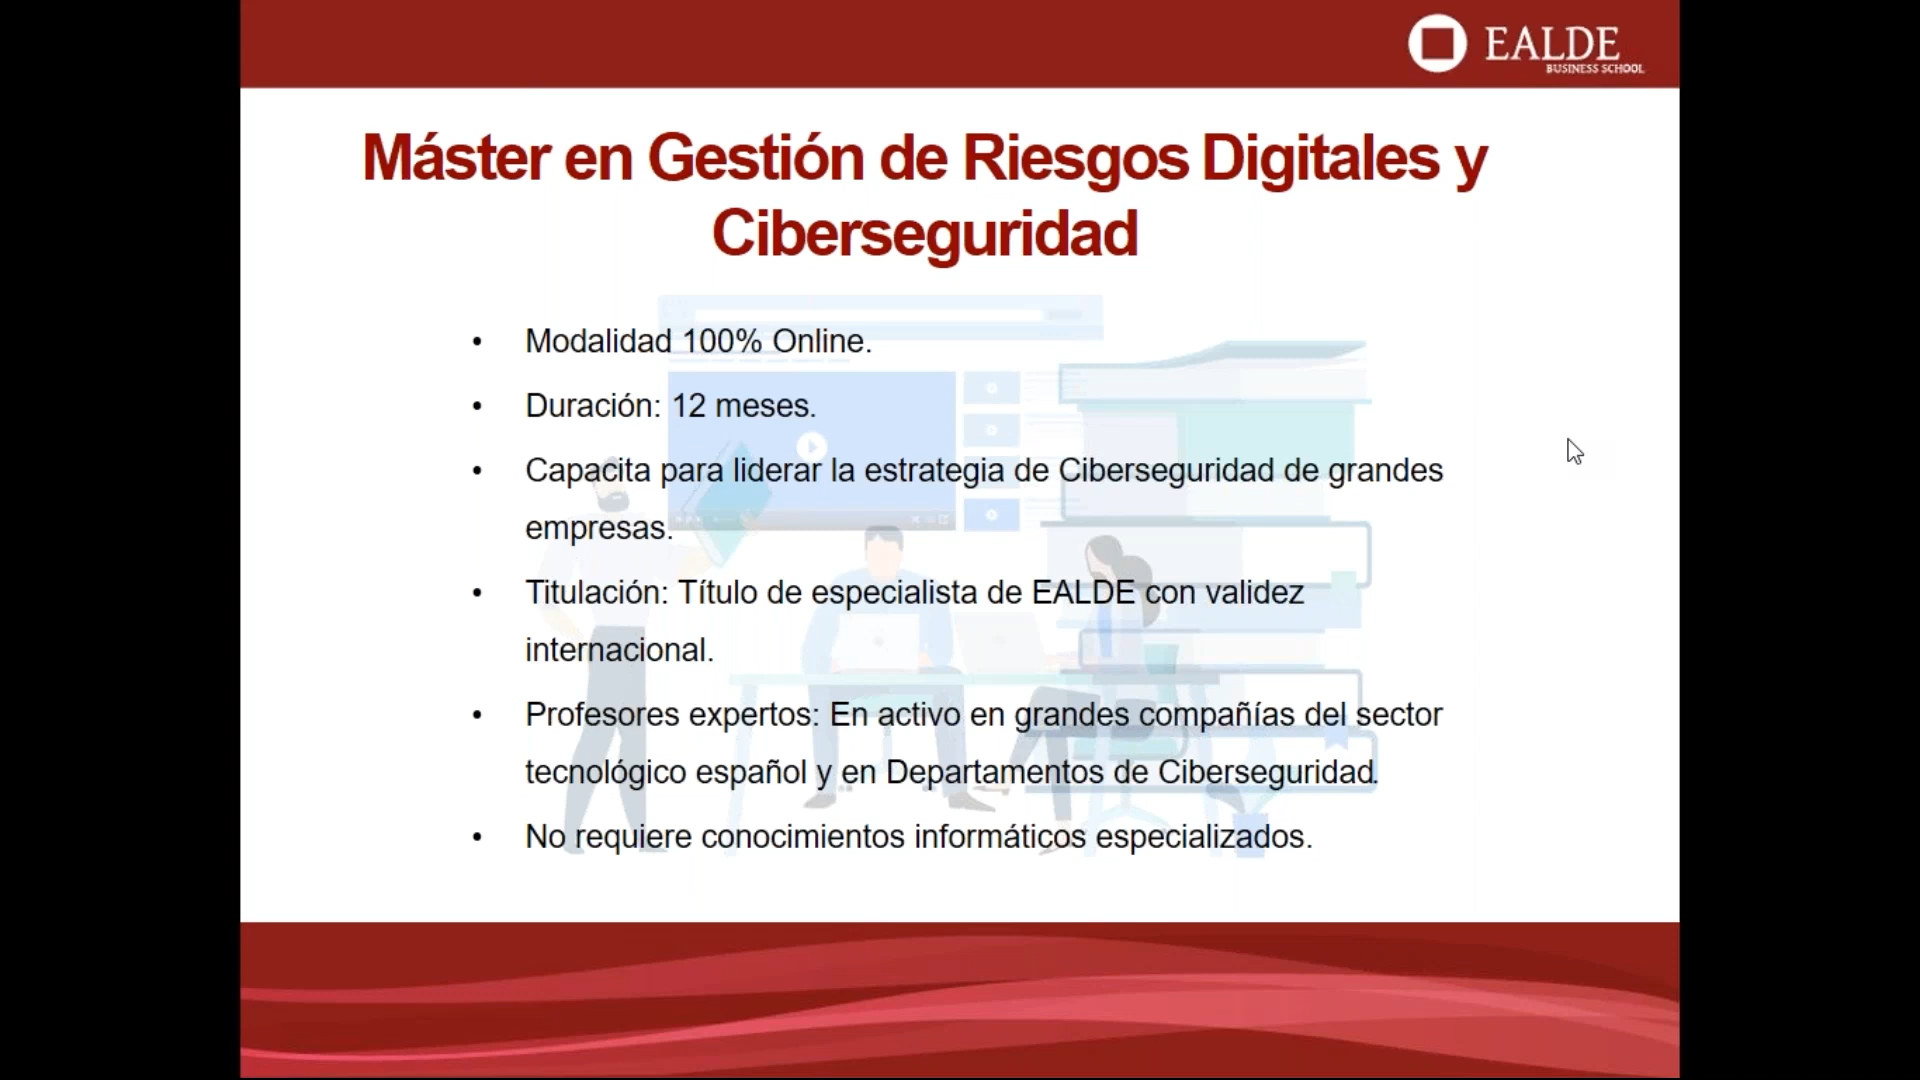 EALDE
BUSINESS SCHOOL
Máster en Gestión de Riesgos Digitales y
Ciberseguridad
• Modalidad 100% Online.
• Duración: 12 meses.
• Capacita para liderar la estrategia de Ciberseguridad de grandes
empresas.
• Titulación: Título de especialista de EALDE con validez
internacional.
• Profesores expertos: En activo en grandes compañías del sector
tecnológico español y en Departamentos de Ciberseguridad.
• No requiere conocimientos informáticos especializados.